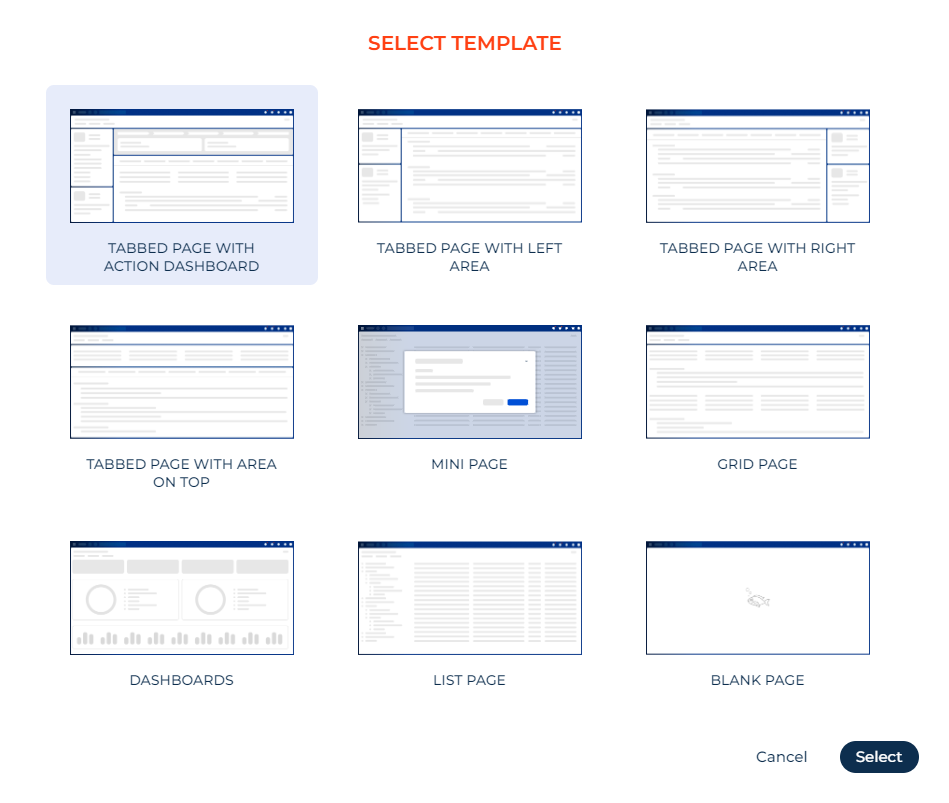 SELECT TEMPLATE
TABBED PAGE WITH
ACTION DASHBOARD
TABBED PAGE WITH LEFT
AREA
TABBED PAGE WITH RIGHT
AREA
TABBED PAGE WITH AREA
ON TOP
MINI PAGE
GRID PAGE
DASHBOARDS
LIST PAGE
BLANK PAGE
Cancel
Select